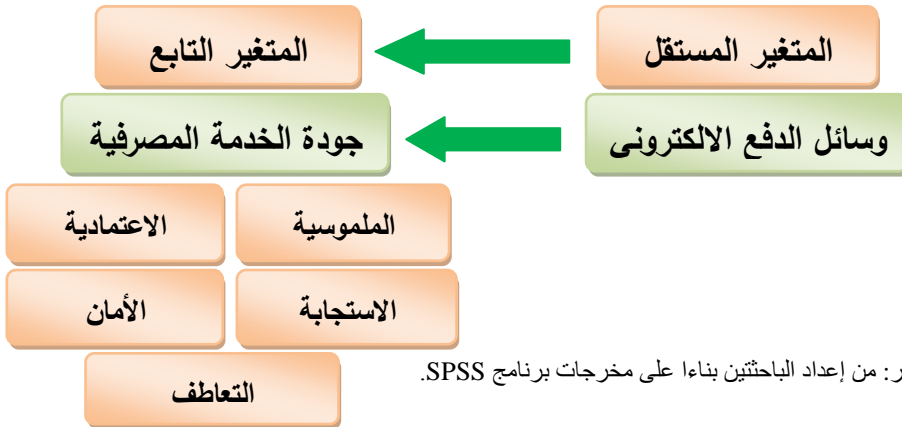 المتغير المستقل
المتغير التابع
وسائل الدفع الالكترونى
جودة الخدمة المصرفية
الملموسية
الاعتمادية
الاستجابة
الأمان
التعاطف
ر: من إعداد الباحثتين بناءا على مخرجات برنامج SPSS.